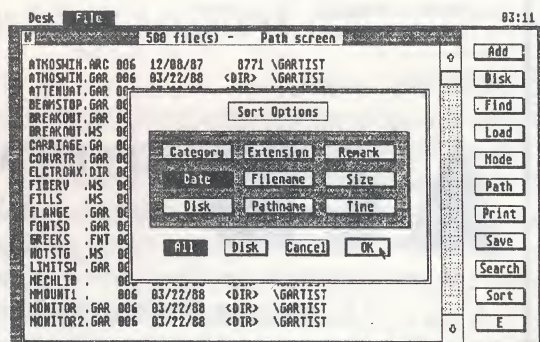 Desk File 03:11
500 file(s) - Path screen
ATMOSWIN.ARC 006 12/08/87 8771 \GARTIST
ATMOSWIN.GAR 006 03/22/88 <DIR> \GARTIST
ATTENUAT.GAR
BEAMSTOP.GAR
BREAKOUT.GAR
BREAKOUT.WS
CARRIAGE.GA
CONVRTR .GAR
ELCTRONX.DIR
FIBERV .WS
FILLS .WS
FLANGE .GAR
FONTSD .GAR
GREEKS .FNT
HOTSTG .WS
LIMITSW .GAR
MECHLIB .
MMOUNT1 . 006 03/22/88 <DIR> \GARTIST
MONITOR .GAR 006 03/22/88 <DIR> \GARTIST
MONITOR2.GAR 006 03/22/88 <DIR> \GARTIST
Sort Options
Category Extension Remark
Date Filename Size
Disk Pathname Time
All Disk Cancel OK
Add
Disk
Find
Load
Mode
Path
Print
Save
Search
Sort
E